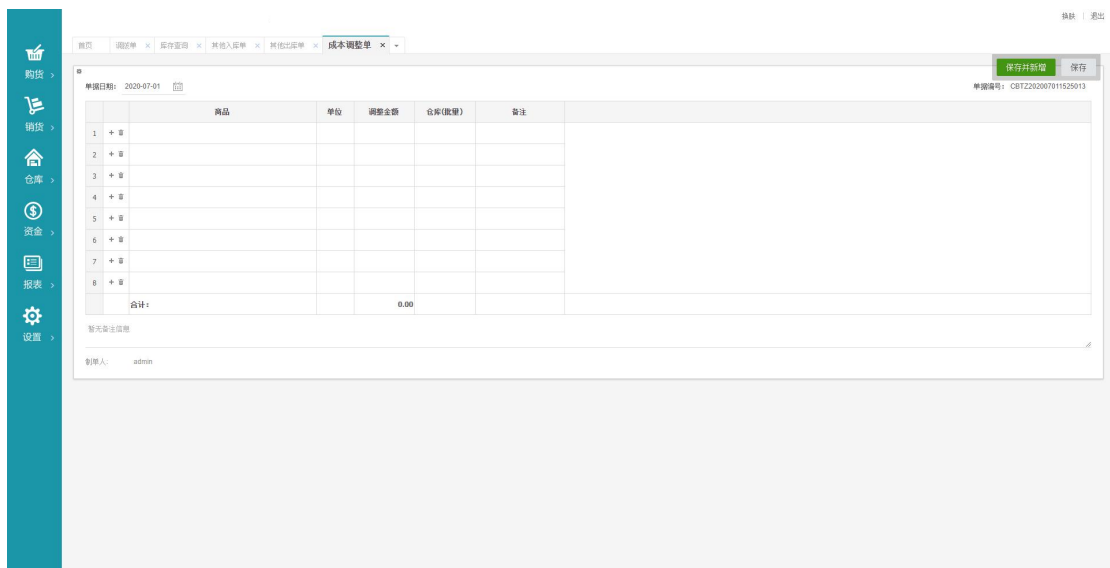 换肤 | 退出
首页 调拨单 × 库存查询 × 其他入库单 × 其他出库单 × 成本调整单 ×
购货 >
销货 >
仓库 >
资金 >
报表 >
设置 >
保存并新增 保存
单据日期: 2020-07-01
单据编号: CBTZ202007011525013
商品 单位 调整金额 仓库(批量) 备注
1 +
2 +
3 +
4 +
5 +
6 +
7 +
8 +
合计: 0.00
暂无备注信息
制单人: admin